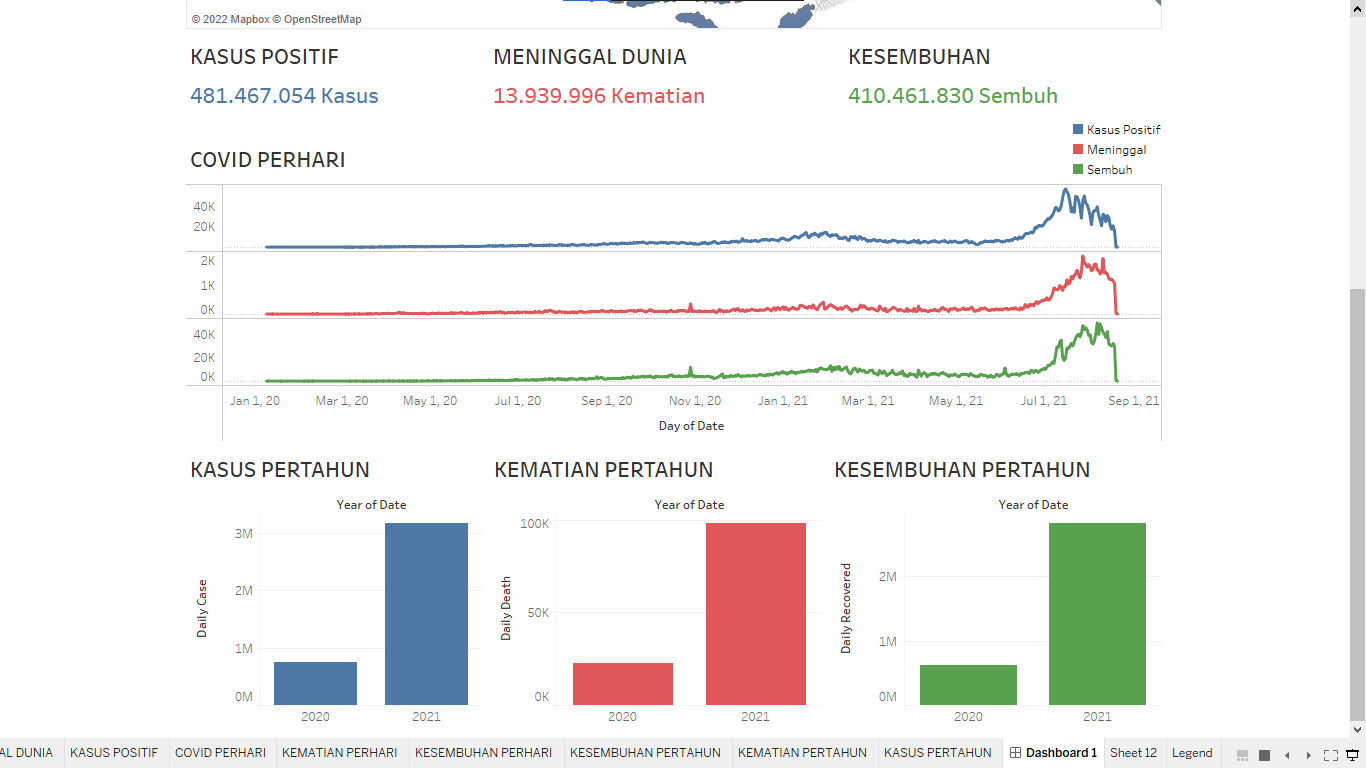 © 2022 Mapbox © OpenStreetMap
KASUS POSITIF
MENINGGAL DUNIA
KESEMBUHAN
481.467.054 Kasus
13.939.996 Kematian
410.461.830 Sembuh
Kasus Positif
Meninggal
Sembuh
COVID PERHARI
40K
20K
2K
1K
0K
40K
20K
0K
Jan 1, 20
Mar 1, 20
May 1, 20
Jul 1, 20
Sep 1, 20
Nov 1, 20
Jan 1, 21
Mar 1, 21
May 1, 21
Jul 1, 21
Sep 1, 21
Day of Date
KASUS PERTAHUN
Year of Date
Daily Case
3M
2M
1M
0M
2020
2021
KEMATIAN PERTAHUN
Year of Date
Daily Death
100K
50K
0K
2020
2021
KESEMBUHAN PERTAHUN
Year of Date
Daily Recovered
2M
1M
0M
2020
2021
AL DUNIA
KASUS POSITIF
COVID PERHARI
KEMATIAN PERHARI
KESEMBUHAN PERHARI
KESEMBUHAN PERTAHUN
KEMATIAN PERTAHUN
KASUS PERTAHUN
Dashboard 1
Sheet 12
Legend